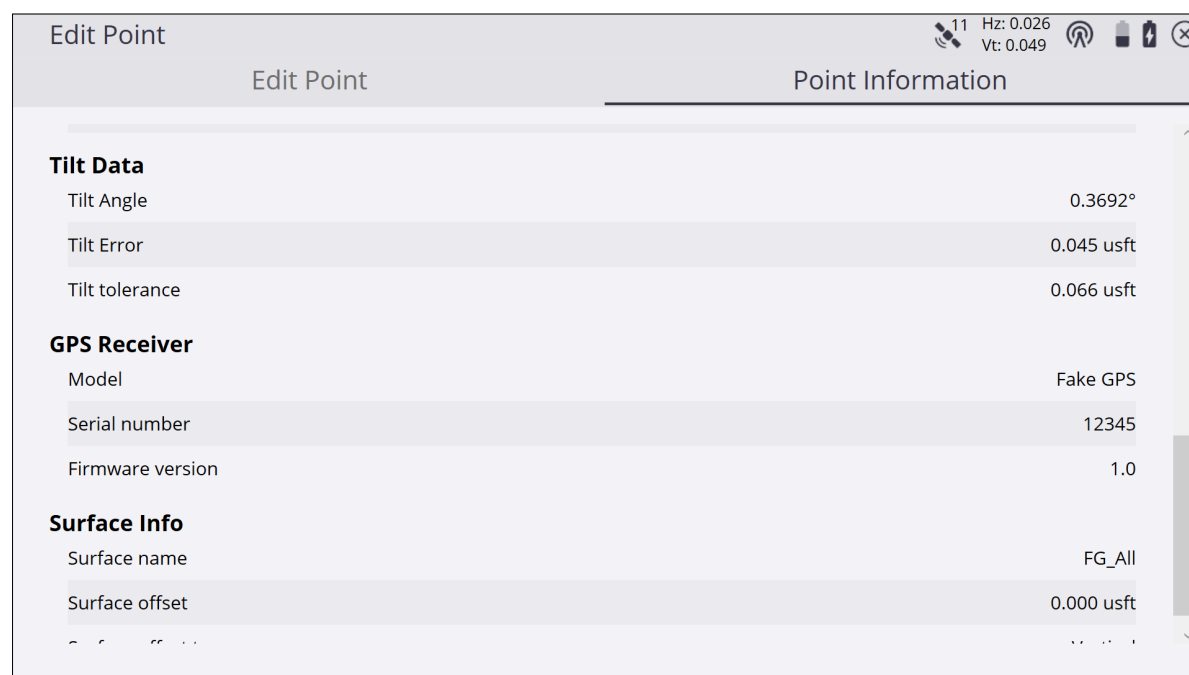 Edit Point
11 Hz: 0.026
Vt: 0.049
Edit Point Point Information
Tilt Data
Tilt Angle 0.3692°
Tilt Error 0.045 usft
Tilt tolerance 0.066 usft
GPS Receiver
Model Fake GPS
Serial number 12345
Firmware version 1.0
Surface Info
Surface name FG_All
Surface offset 0.000 usft